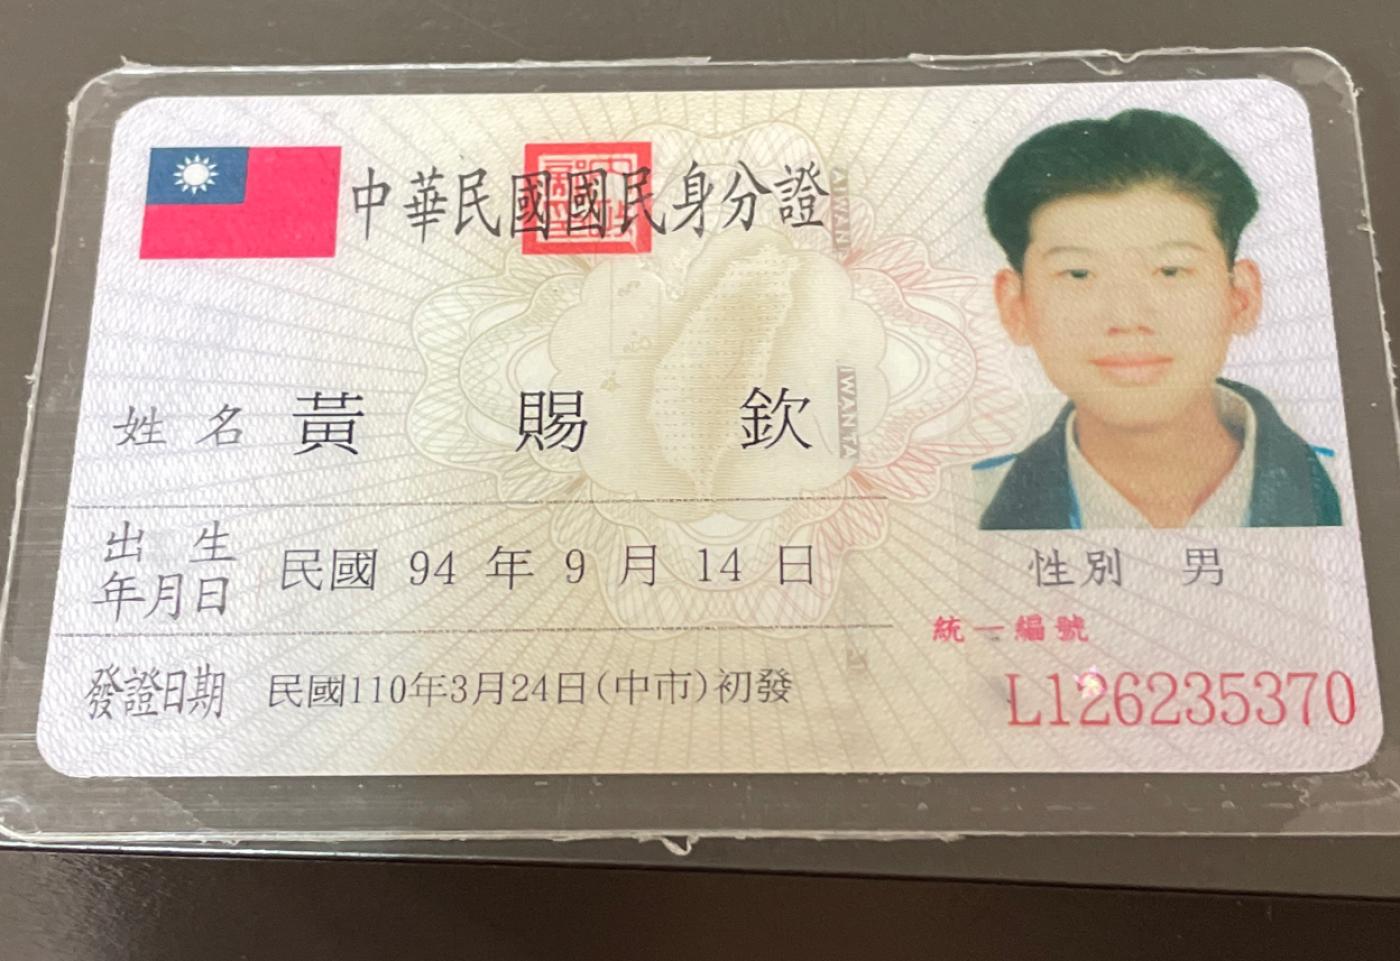 中華民國國民身分證
姓名 黃賜欽
出生年月日 民國 94 年 9 月 14 日
性別 男
統一編號
發證日期 民國110年3月24日(中市)初發
L126235370